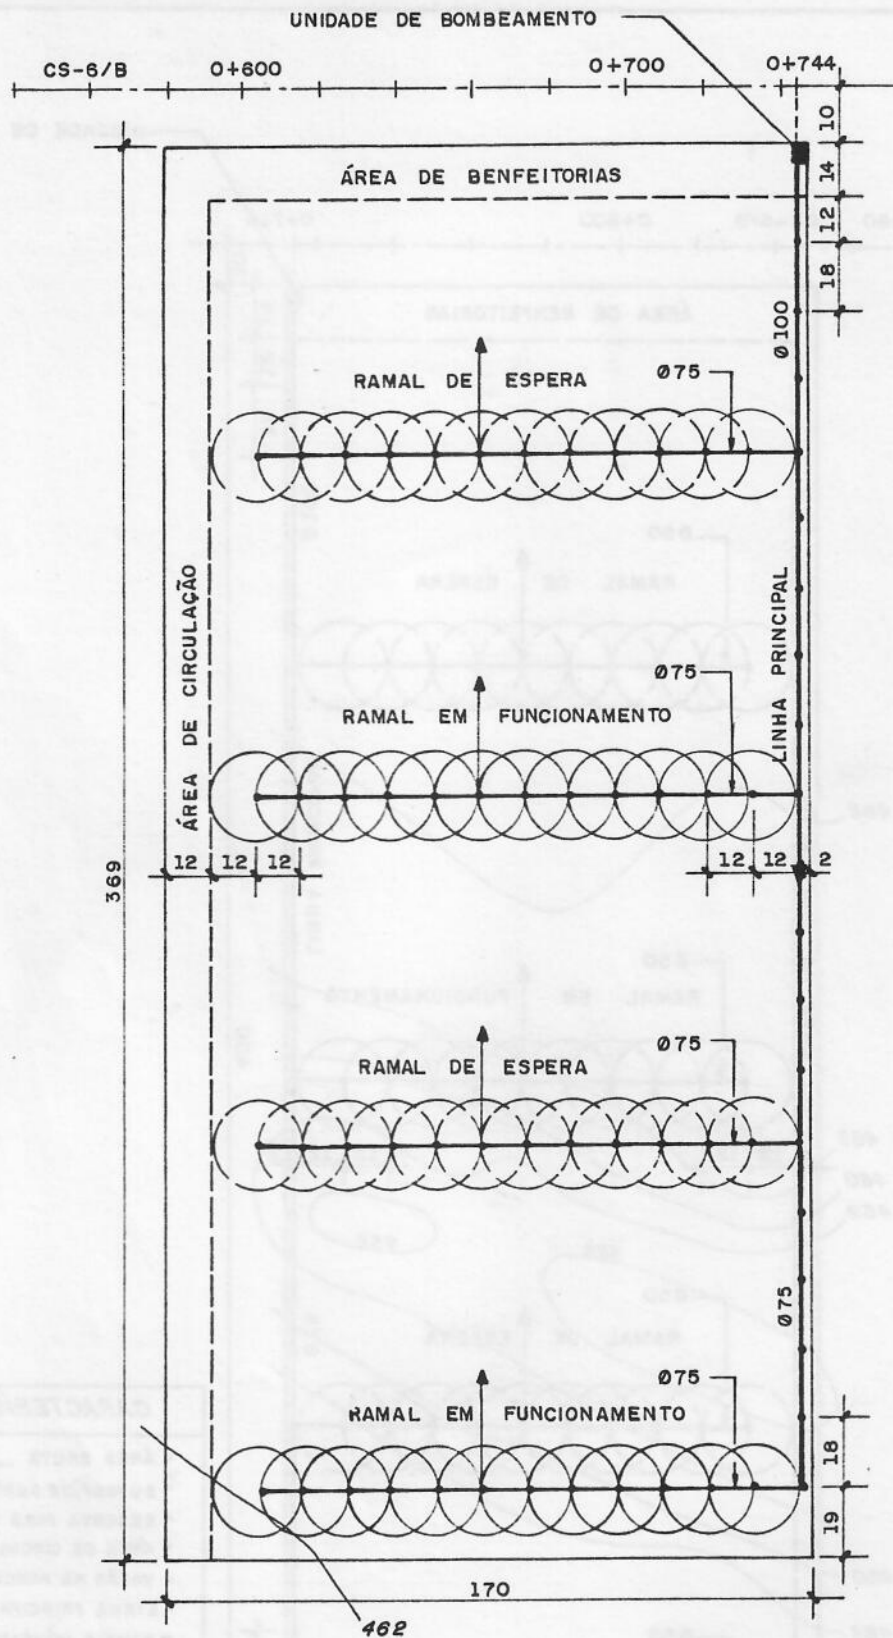 UNIDADE DE BOMBEAMENTO
CS-6/B
0+600
0+700
0+744
10
14
12
18
ÁREA DE BENFEITORIAS
Ø100
RAMAL DE ESPERA
Ø75
ÁREA DE CIRCULAÇÃO
LINHA PRINCIPAL
RAMAL EM FUNCIONAMENTO
Ø75
369
12
12
12
12
12
2
RAMAL DE ESPERA
Ø75
Ø75
RAMAL EM FUNCIONAMENTO
Ø75
18
19
170
462